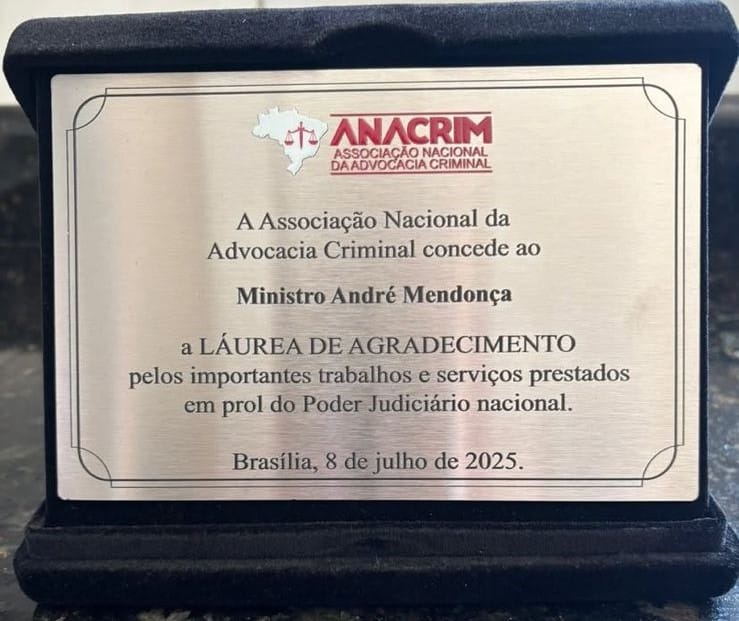 ANACRIM
ASSOCIAÇÃO NACIONAL
DA ADVOCACIA CRIMINAL
A Associação Nacional da
Advocacia Criminal concede ao
Ministro André Mendonça
a LÁUREA DE AGRADECIMENTO
pelos importantes trabalhos e serviços prestados
em prol do Poder Judiciário nacional.
Brasília, 8 de julho de 2025.